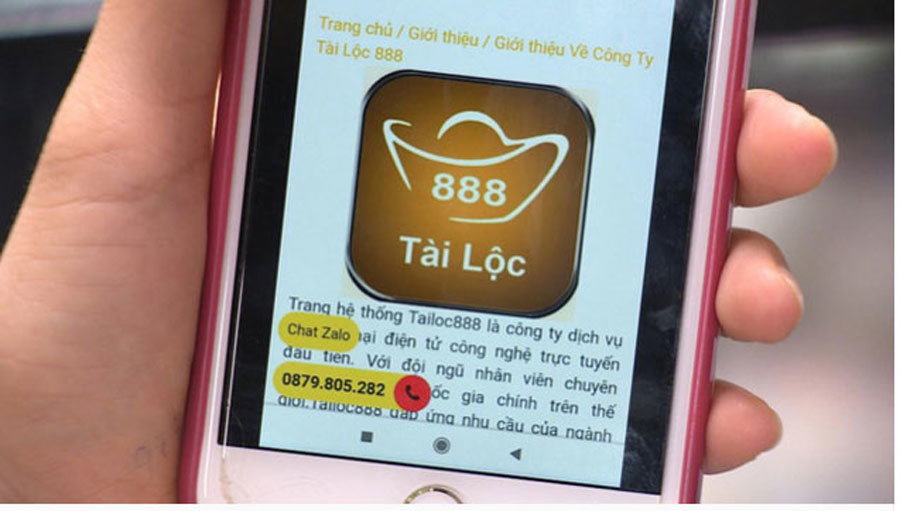 Trang chủ / Giới thiệu / Giới thiệu Về Công Ty
Tài Lộc 888
888
Tài Lộc
Trang hệ thống Tailoc888 là công ty dịch vụ
Chat Zalo
điện tử công nghệ trực tuyến
đầu tiên. Với đội ngũ nhân viên chuyên
0879.805.282
gia chính trên thế
giới.Tailoc888 đáp ứng nhu cầu của ngành